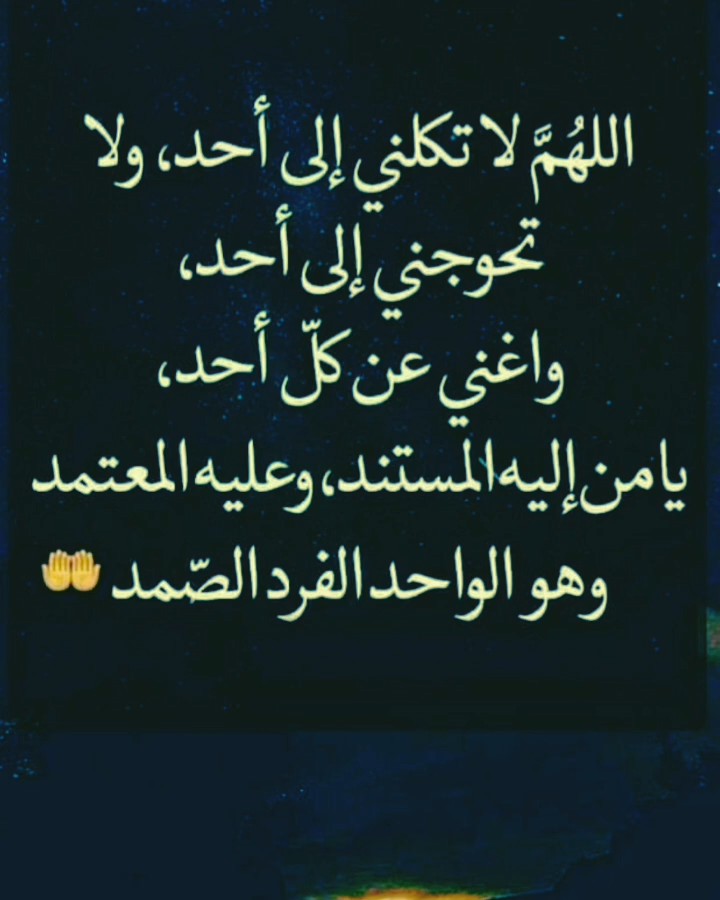 اللهُمَّ لا تكلني إلى أحد، ولا
تحوجني إلى أحد،
واغني عن كلّ أحد،
يا من إليه المستند، وعليه المعتمد
وهو الواحد الفرد الصّمد 🤲